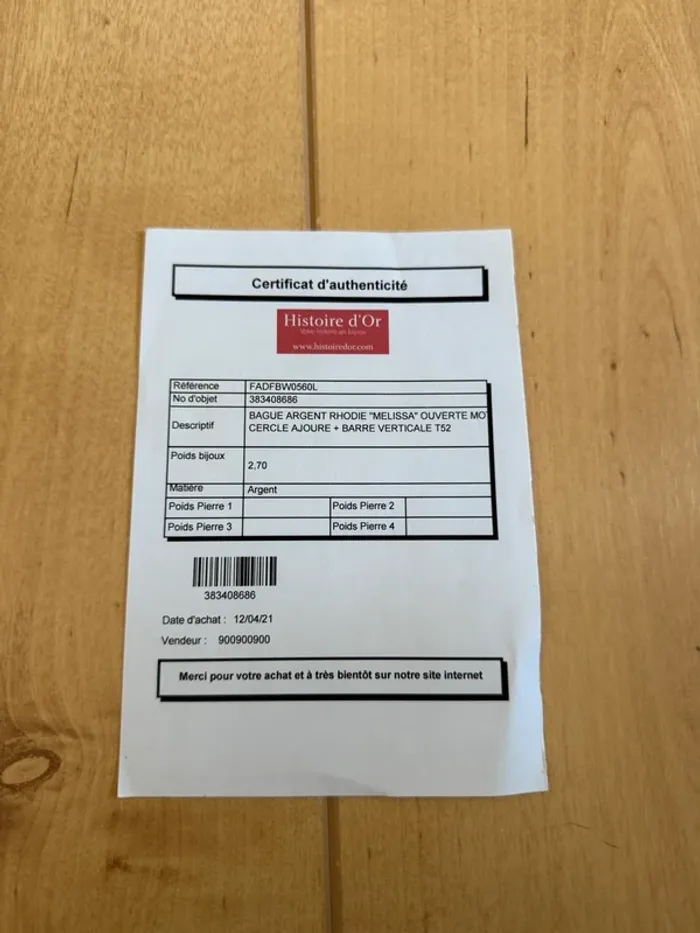 Certificat d'authenticité
Histoire d'Or
www.histoiredor.com
Référence FADFBW0560L
No d'objet 383408686
Descriptif BAGUE ARGENT RHODIE "MELISSA" OUVERTE
CERCLE AJOURE + BARRE VERTICALE T52
Poids bijoux 2,70
Matière Argent
Poids Pierre 1 Poids Pierre 2
Poids Pierre 3 Poids Pierre 4
383408686
Date d'achat : 12/04/21
Vendeur : 900900900
Merci pour votre achat et à très bientôt sur notre site internet